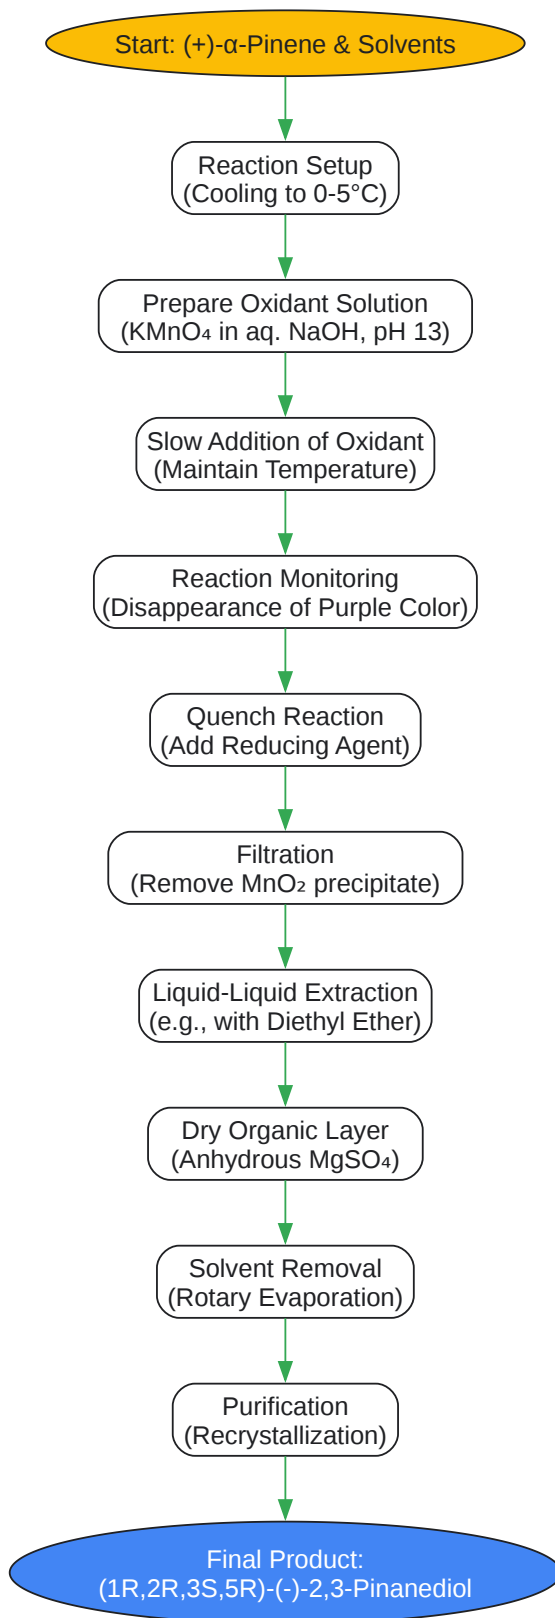 Start: (+)-α-Pinene & Solvents
Reaction Setup
(Cooling to 0-5°C)
Prepare Oxidant Solution
(KMnO₄ in aq. NaOH, pH 13)
Slow Addition of Oxidant
(Maintain Temperature)
Reaction Monitoring
(Disappearance of Purple Color)
Quench Reaction
(Add Reducing Agent)
Filtration
(Remove MnO₂ precipitate)
Liquid-Liquid Extraction
(e.g., with Diethyl Ether)
Dry Organic Layer
(Anhydrous MgSO₄)
Solvent Removal
(Rotary Evaporation)
Purification
(Recrystallization)
Final Product:
(1R,2R,3S,5R)-(-)-2,3-Pinanediol